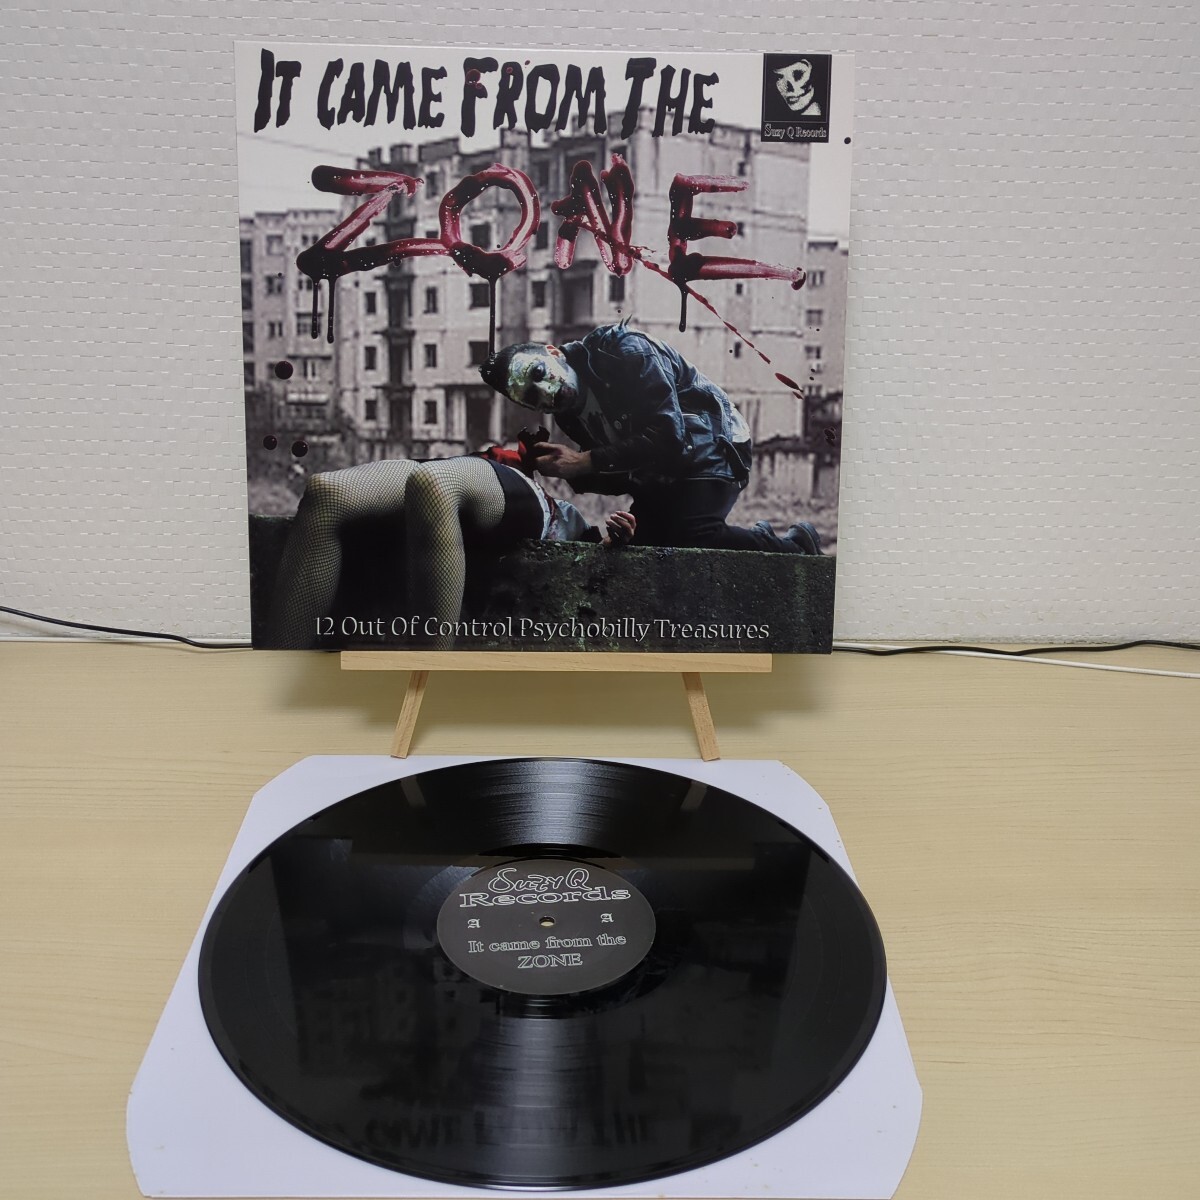 IT CAME FROM THE
Suzy Q Records
ZONE
12 Out Of Control Psychobilly Treasures
Suzy Q
Records
A A
It came from the
ZONE